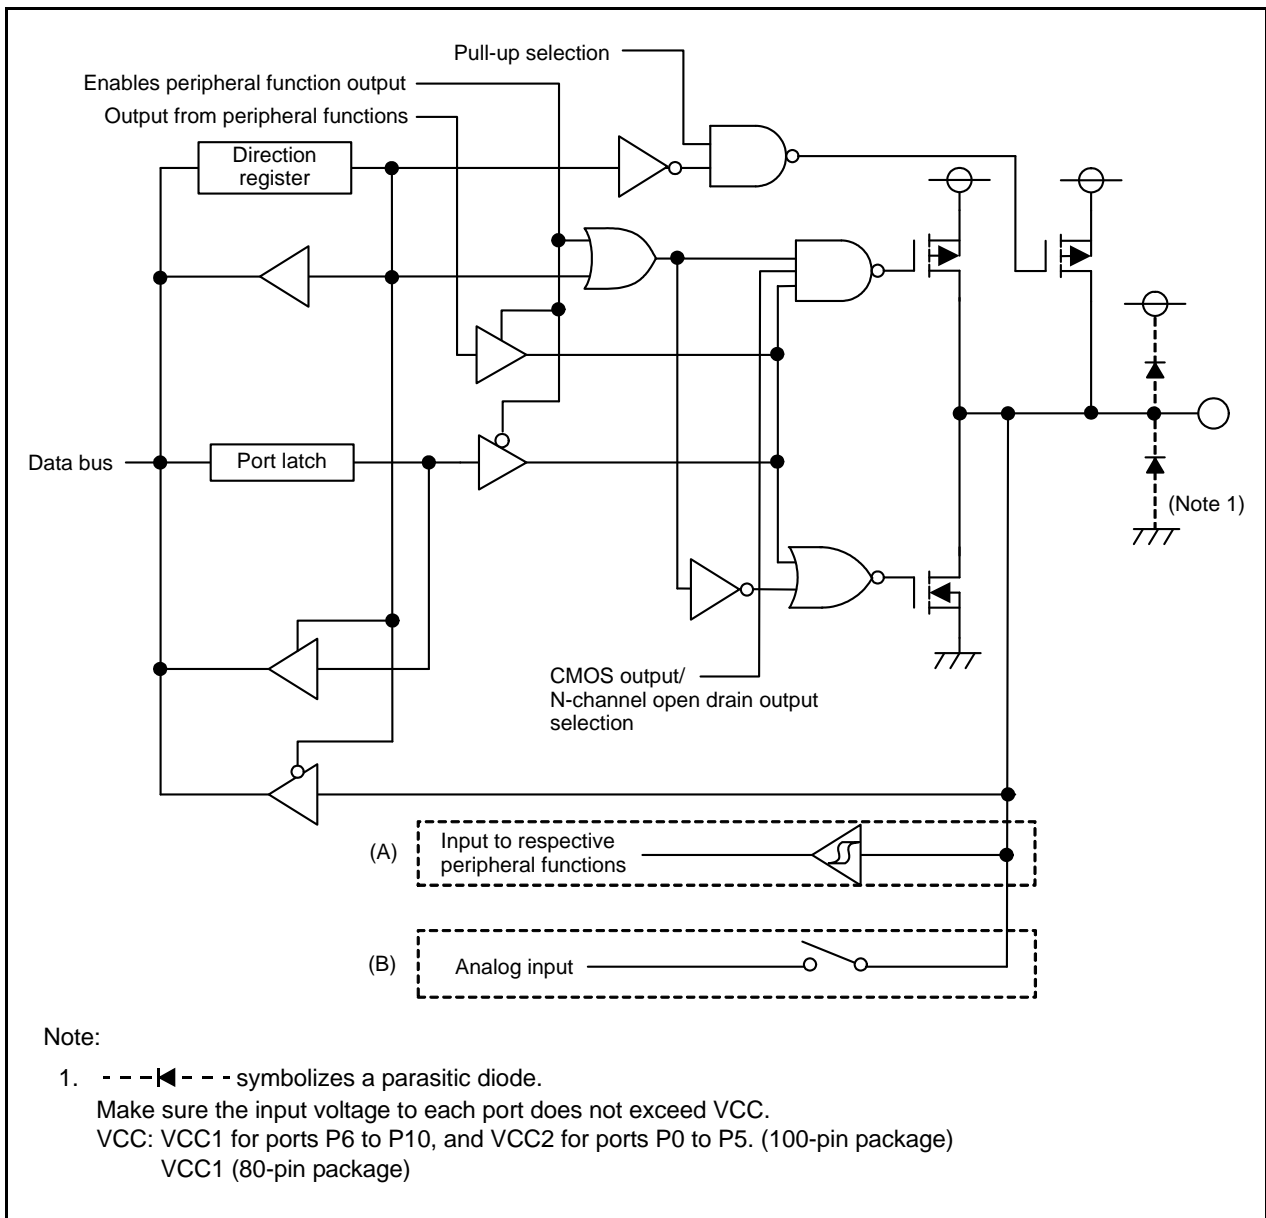 Pull-up selection
Enables peripheral function output
Output from peripheral functions
Direction
register
Data bus
Port latch
(Note 1)
CMOS output/
N-channel open drain output
selection
(A)
Input to respective
peripheral functions
(B)
Analog input
Note:
1. symbolizes a parasitic diode.
Make sure the input voltage to each port does not exceed VCC.
VCC: VCC1 for ports P6 to P10, and VCC2 for ports P0 to P5. (100-pin package)
VCC1 (80-pin package)